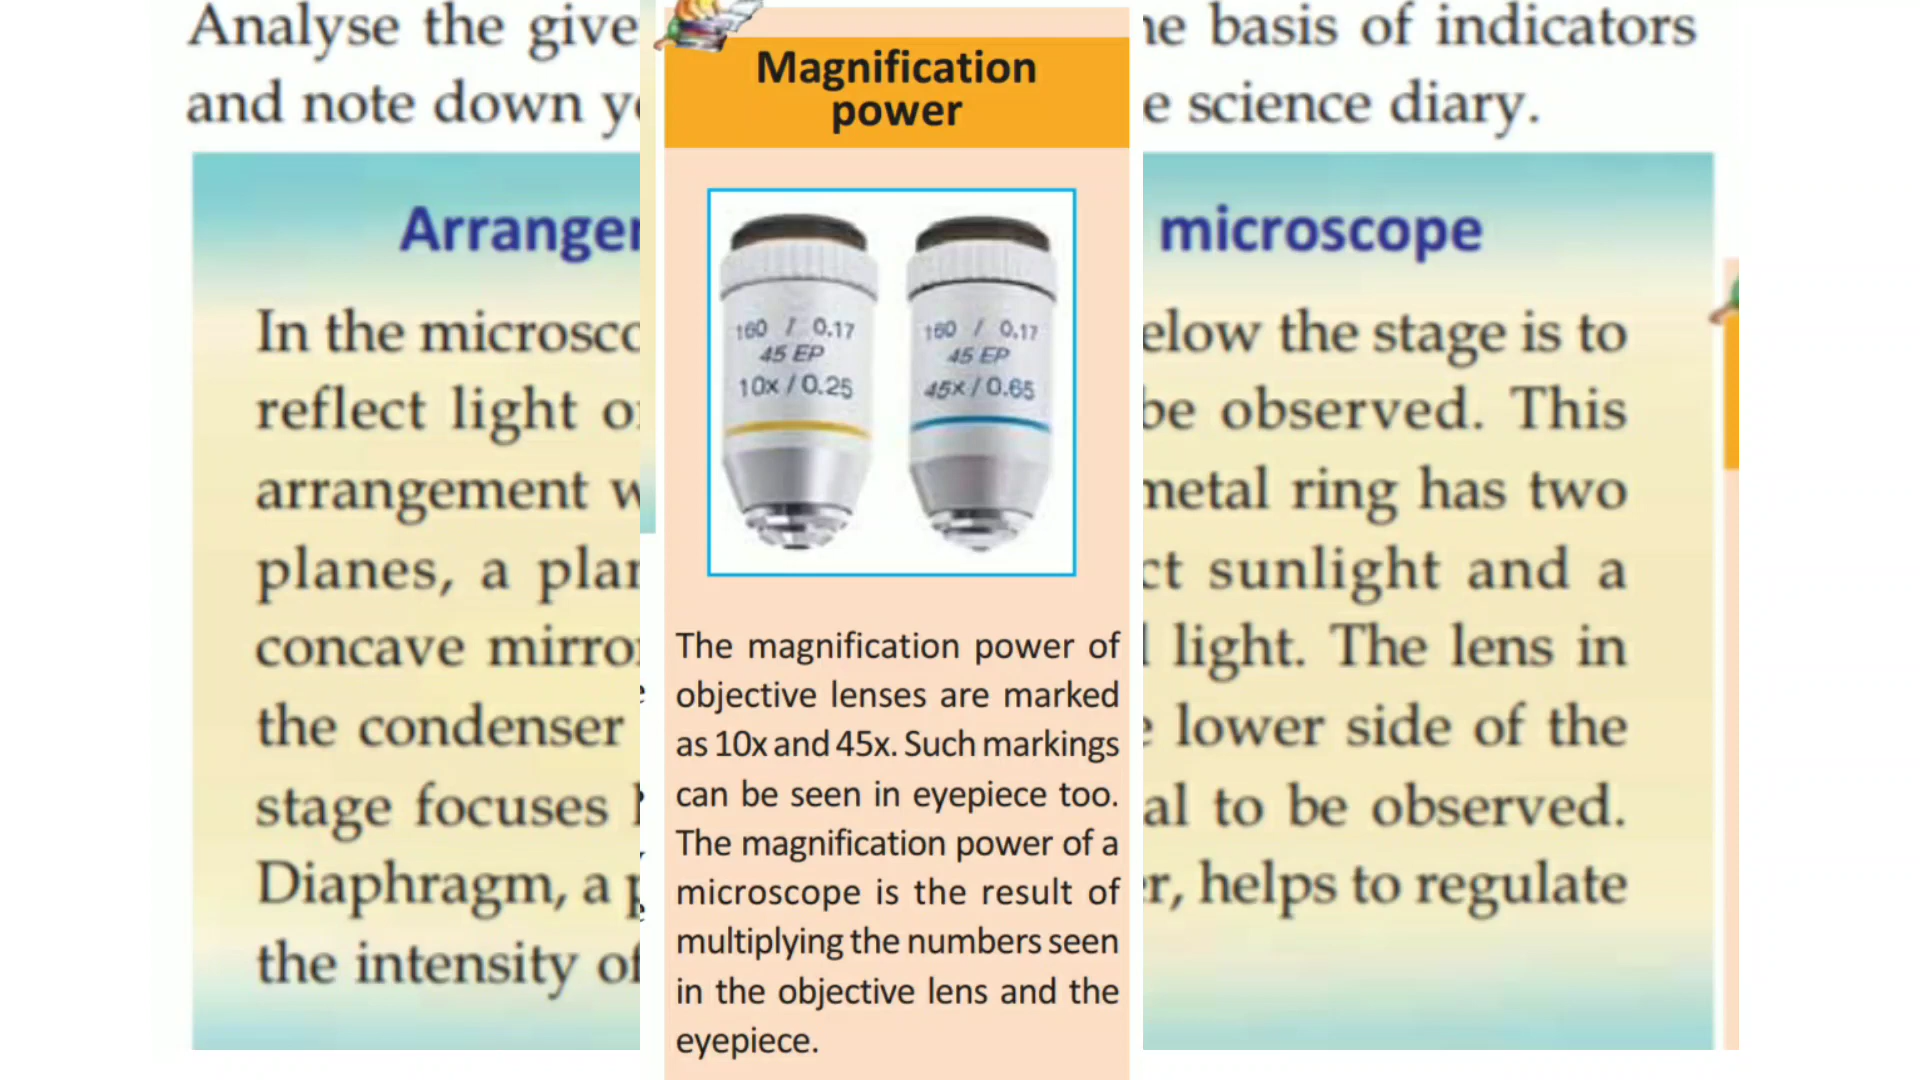 Analyse the give
and note down y
Arranger
In the microsco
reflect light o
arrangement w
planes, a plan
concave mirro
the condenser
stage focuses
Diaphragm, a p
the intensity of
Magnification
power
160 / 0.17
45 EP
10x / 0.25
160 / 0.17
45 EP
45x / 0.65
The magnification power of
objective lenses are marked
as 10x and 45x. Such markings
can be seen in eyepiece too.
The magnification power of a
microscope is the result of
multiplying the numbers seen
in the objective lens and the
eyepiece.
he basis of indicators
e science diary.
microscope
elow the stage is to
be observed. This
metal ring has two
ct sunlight and a
light. The lens in
lower side of the
al to be observed.
r, helps to regulate